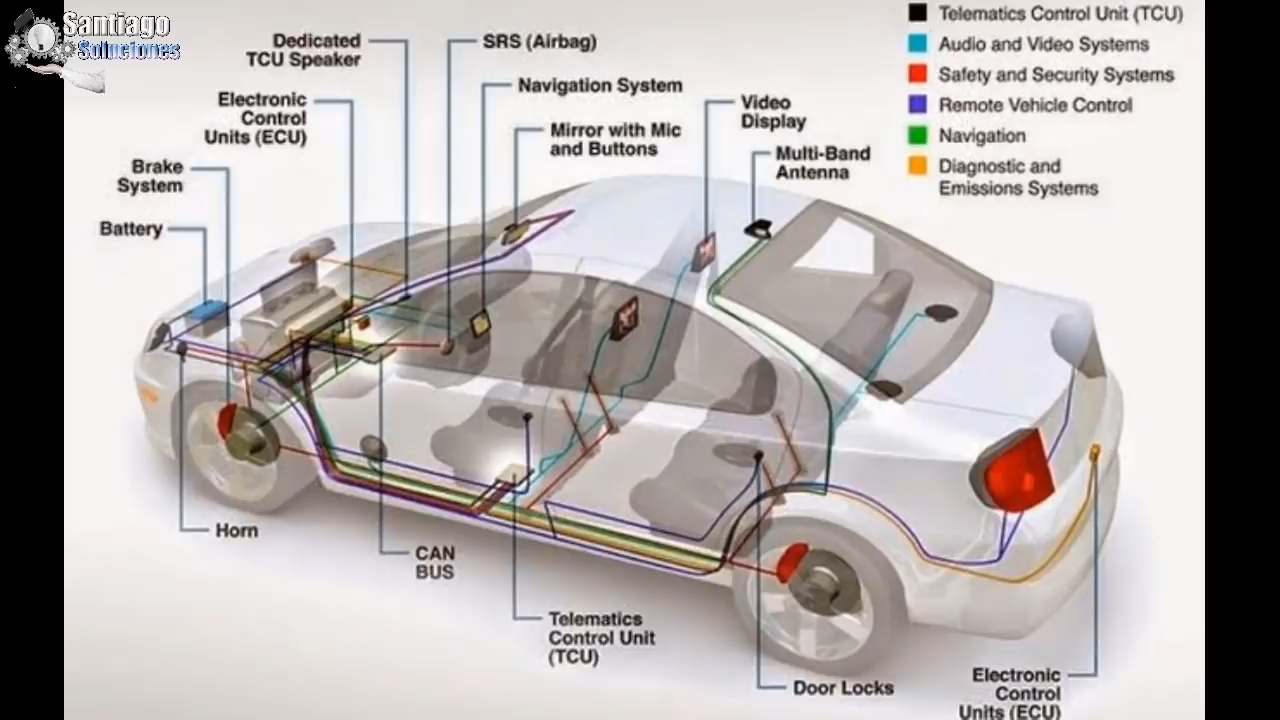 Santiago
Soluciones
Dedicated
TCU Speaker
Electronic
Control
Units (ECU)
Brake
System
Battery
SRS (Airbag)
Navigation System
Mirror with Mic
and Buttons
Video
Display
Multi-Band
Antenna
Telematics Control Unit (TCU)
Audio and Video Systems
Safety and Security Systems
Remote Vehicle Control
Navigation
Diagnostic and
Emissions Systems
Horn
CAN
BUS
Telematics
Control Unit
(TCU)
Door Locks
Electronic
Control
Units (ECU)